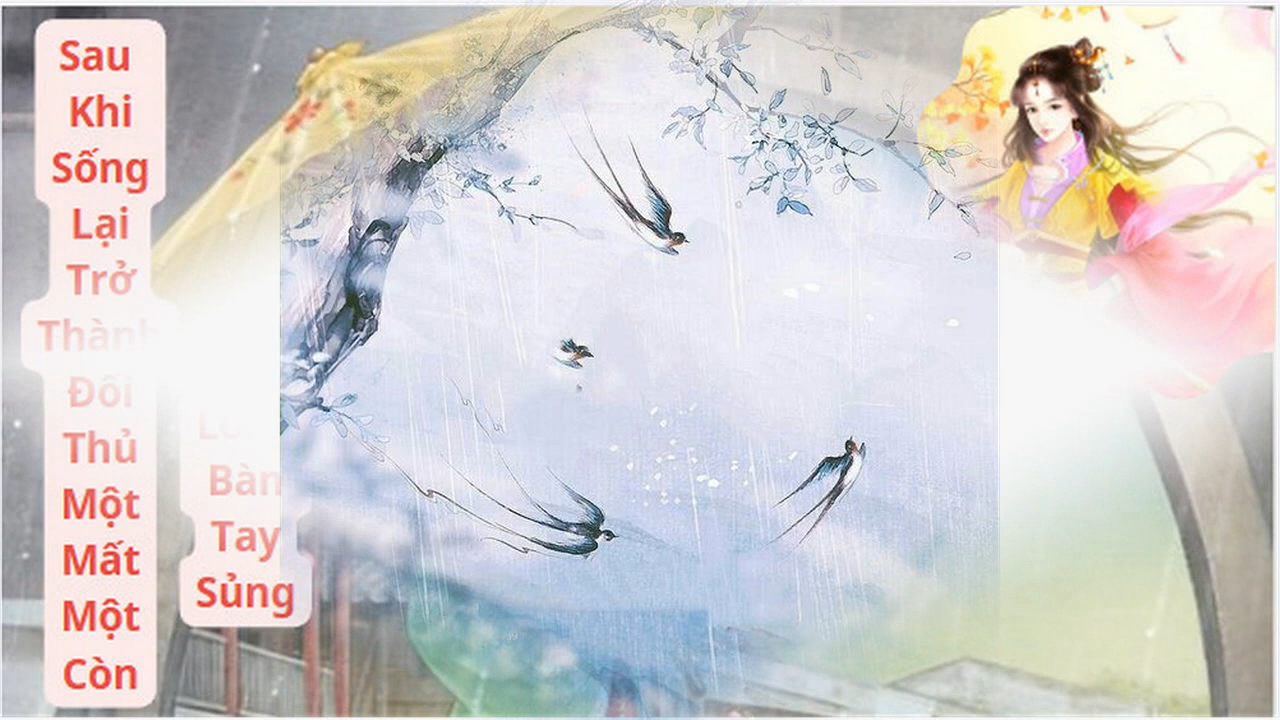 Sau
Khi
Sống
Lại
Trở
Thành
Đối
Thủ
Một
Mất
Một
Còn
Bàn
Tay
Sủng